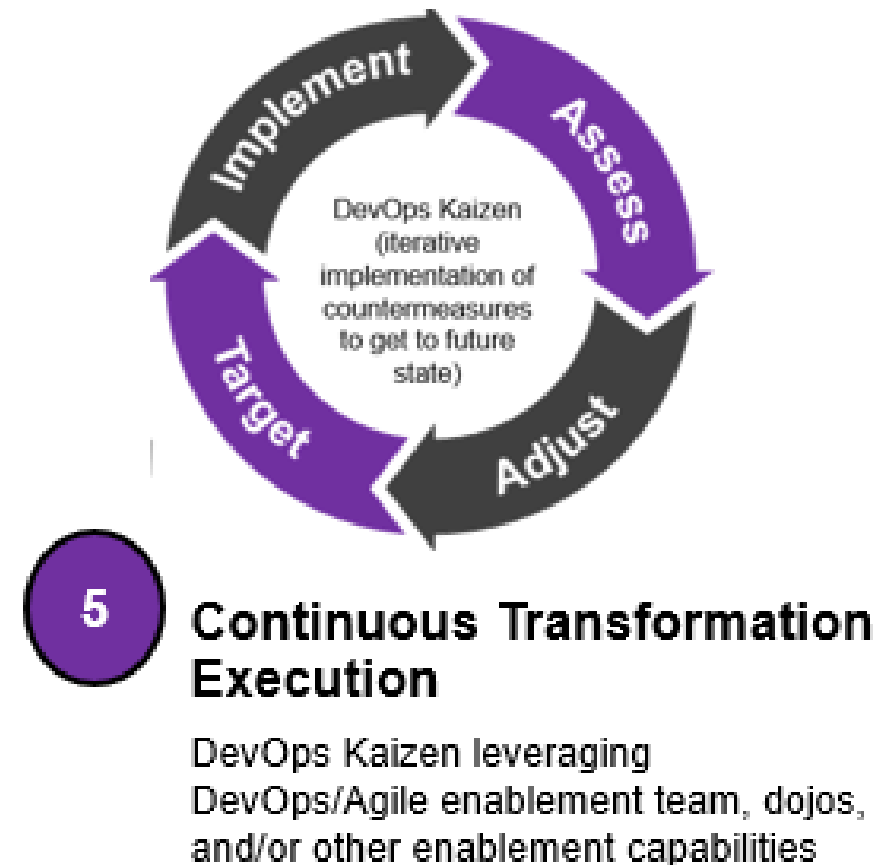 Implement
Assess
DevOps Kaizen
(iterative
implementation of
countermeasures
to get to future
state)
Target
Adjust
5
Continuous Transformation
Execution
DevOps Kaizen leveraging
DevOps/Agile enablement team, dojos,
and/or other enablement capabilities